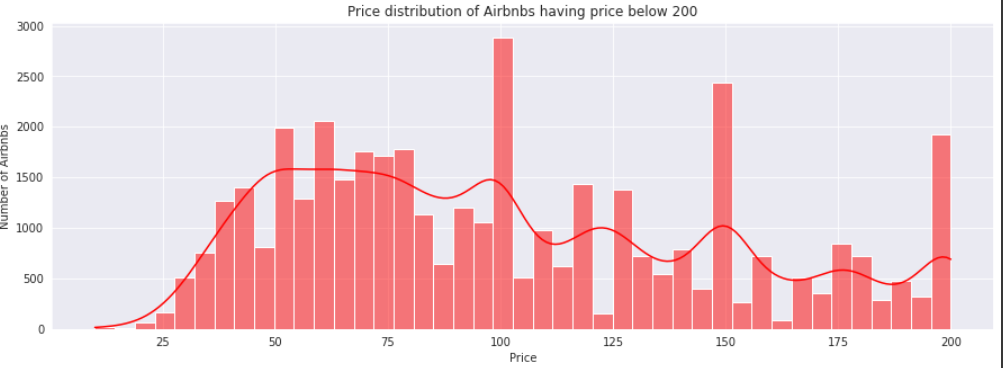 Price distribution of Airbnbs having price below 200
3000
2500
2000
1500
1000
500
0
Number of Airbnbs
25 50 75 100 125 150 175 200
Price